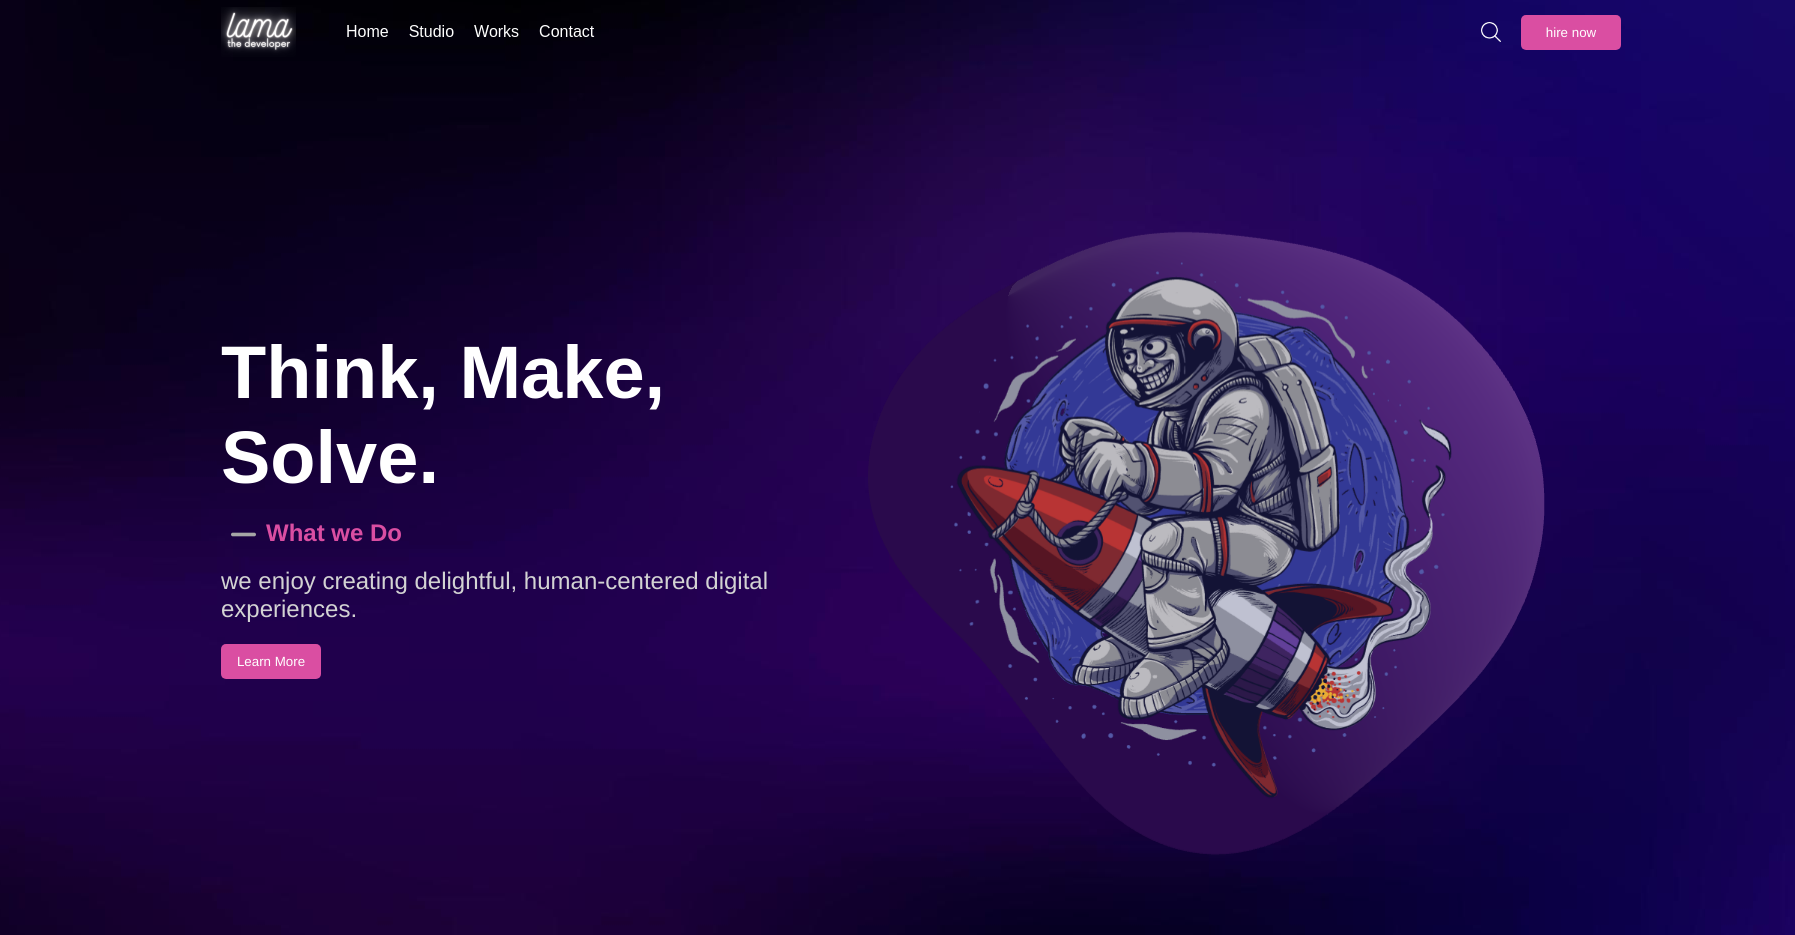 lama
the developer
Home Studio Works Contact
hire now
Think, Make,
Solve.
What we Do
we enjoy creating delightful, human-centered digital
experiences.
Learn More